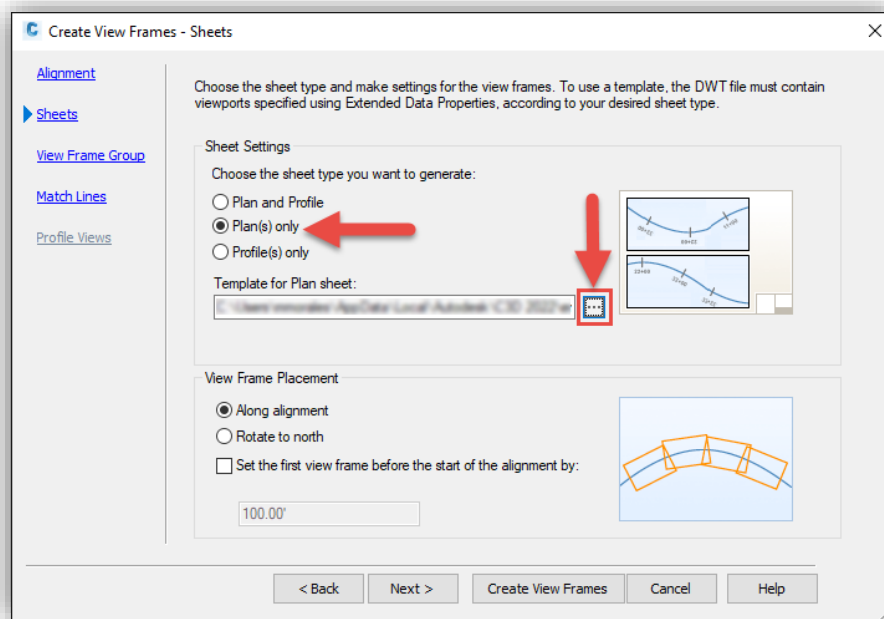 Create View Frames - Sheets
Alignment
Sheets
View Frame Group
Match Lines
Profile Views
Choose the sheet type and make settings for the view frames. To use a template, the DWT file must contain
viewports specified using Extended Data Properties, according to your desired sheet type.
Sheet Settings
Choose the sheet type you want to generate:
Plan and Profile
Plan(s) only
Profile(s) only
Template for Plan sheet:
...
View Frame Placement
Along alignment
Rotate to north
Set the first view frame before the start of the alignment by:
100.00'
< Back
Next >
Create View Frames
Cancel
Help